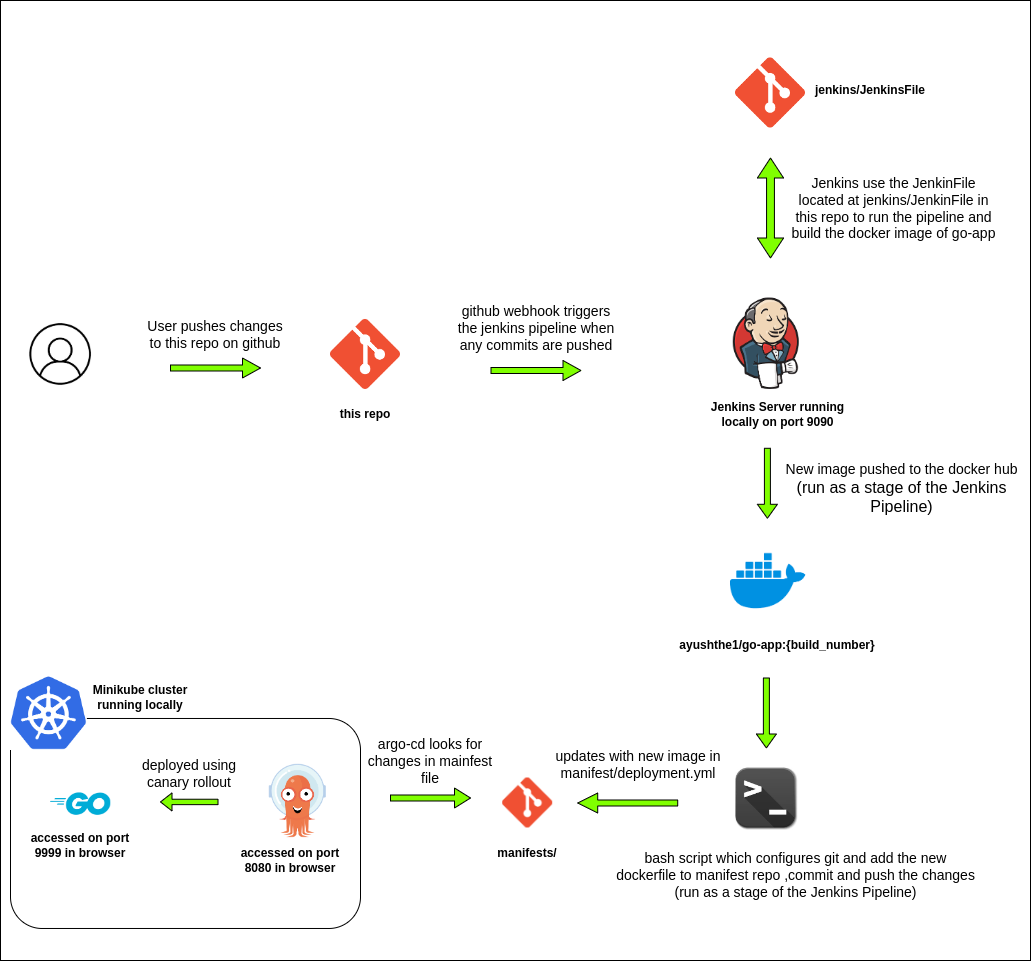 jenkins/JenkinsFile
Jenkins use the JenkinFile
located at jenkins/JenkinFile in
this repo to run the pipeline and
build the docker image of go-app
User pushes changes
to this repo on github
github webhook triggers
the jenkins pipeline when
any commits are pushed
this repo
Jenkins Server running
locally on port 9090
New image pushed to the docker hub
(run as a stage of the Jenkins
Pipeline)
ayushthe1/go-app:{build_number}
Minikube cluster
running locally
deployed using
canary rollout
argo-cd looks for
changes in mainfest
file
updates with new image in
manifest/deployment.yml
GO
accessed on port
9999 in browser
accessed on port
8080 in browser
manifests/
bash script which configures git and add the new
dockerfile to manifest repo ,commit and push the changes
(run as a stage of the Jenkins Pipeline)